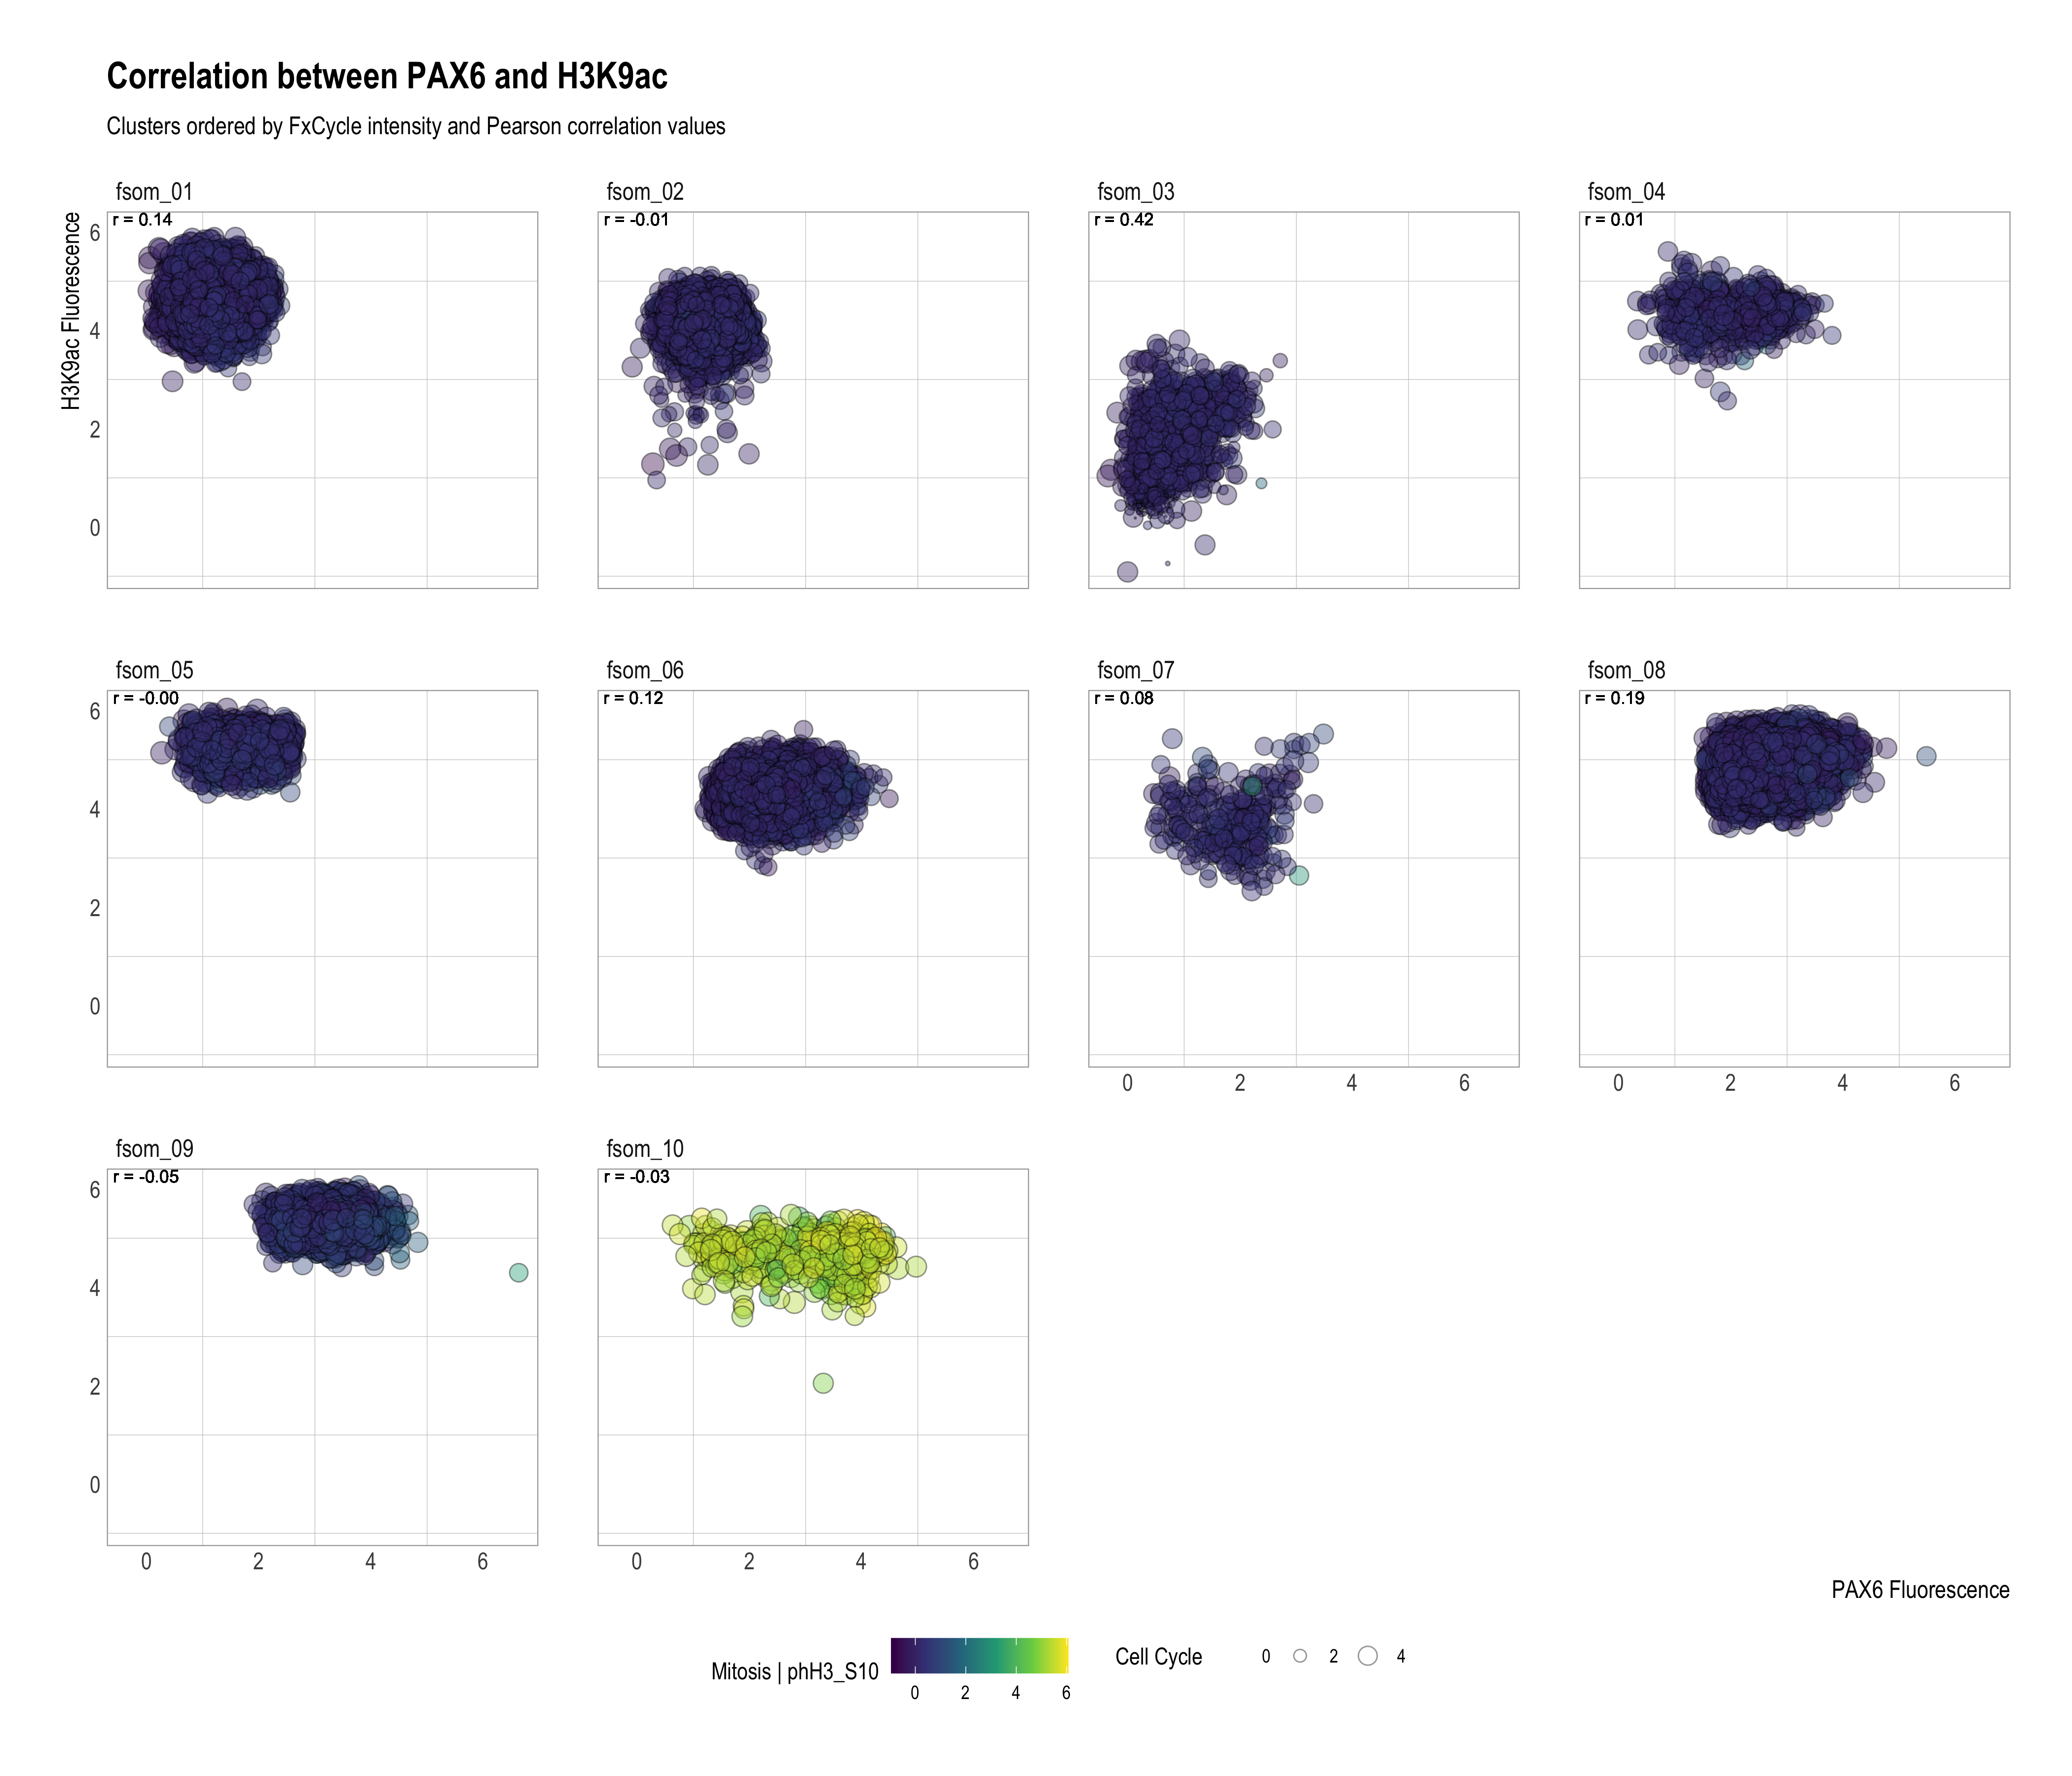 Correlation between PAX6 and H3K9ac
Clusters ordered by FxCycle intensity and Pearson correlation values
fsom_01
fsom_02
fsom_03
fsom_04
r = 0.14
r = -0.01
r = 0.42
r = 0.01
H3K9ac Fluorescence
6
4
2
0
fsom_05
fsom_06
fsom_07
fsom_08
r = -0.00
r = 0.12
r = 0.08
r = 0.19
6
4
2
0
0 2 4 6
0 2 4 6
fsom_09
fsom_10
r = -0.05
r = -0.03
6
4
2
0
0 2 4 6
0 2 4 6
PAX6 Fluorescence
Mitosis | phH3_S10
0 2 4 6
Cell Cycle
0 2 4